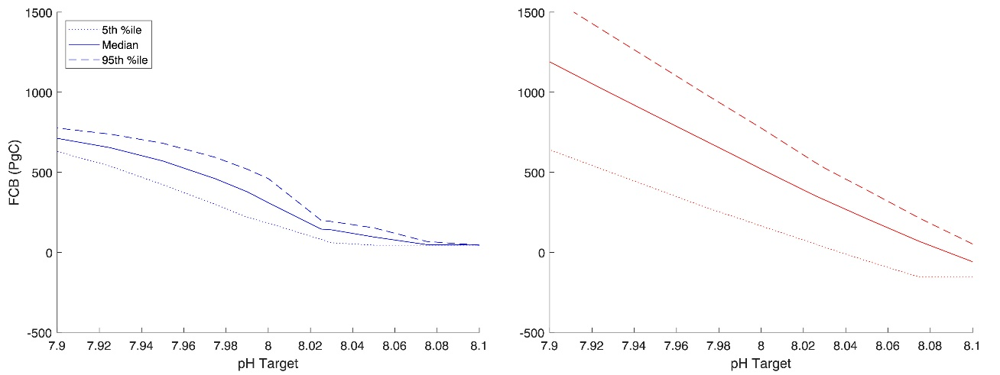 1500
5th %ile
Median
95th %ile
1000
500
0
-500
FCB (PgC)
7.9 7.92 7.94 7.96 7.98 8 8.02 8.04 8.06 8.08 8.1
pH Target
1500
1000
500
0
-500
7.9 7.92 7.94 7.96 7.98 8 8.02 8.04 8.06 8.08 8.1
pH Target